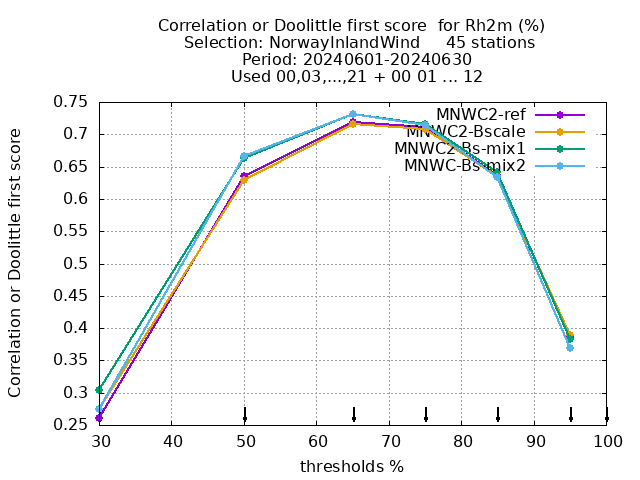 Correlation or Doolittle first score  for Rh2m (%)
Selection: NorwayInlandWind     45 stations
Period: 20240601-20240630
Used 00,03,...,21 + 00 01 ... 12
MNWC2-ref
MNWC2-Bscale
MNWC2-Bs-mix1
MNWC-Bs-mix2
Correlation or Doolittle first score
0.75
0.7
0.65
0.6
0.55
0.5
0.45
0.4
0.35
0.3
0.25
30 40 50 60 70 80 90 100
thresholds %